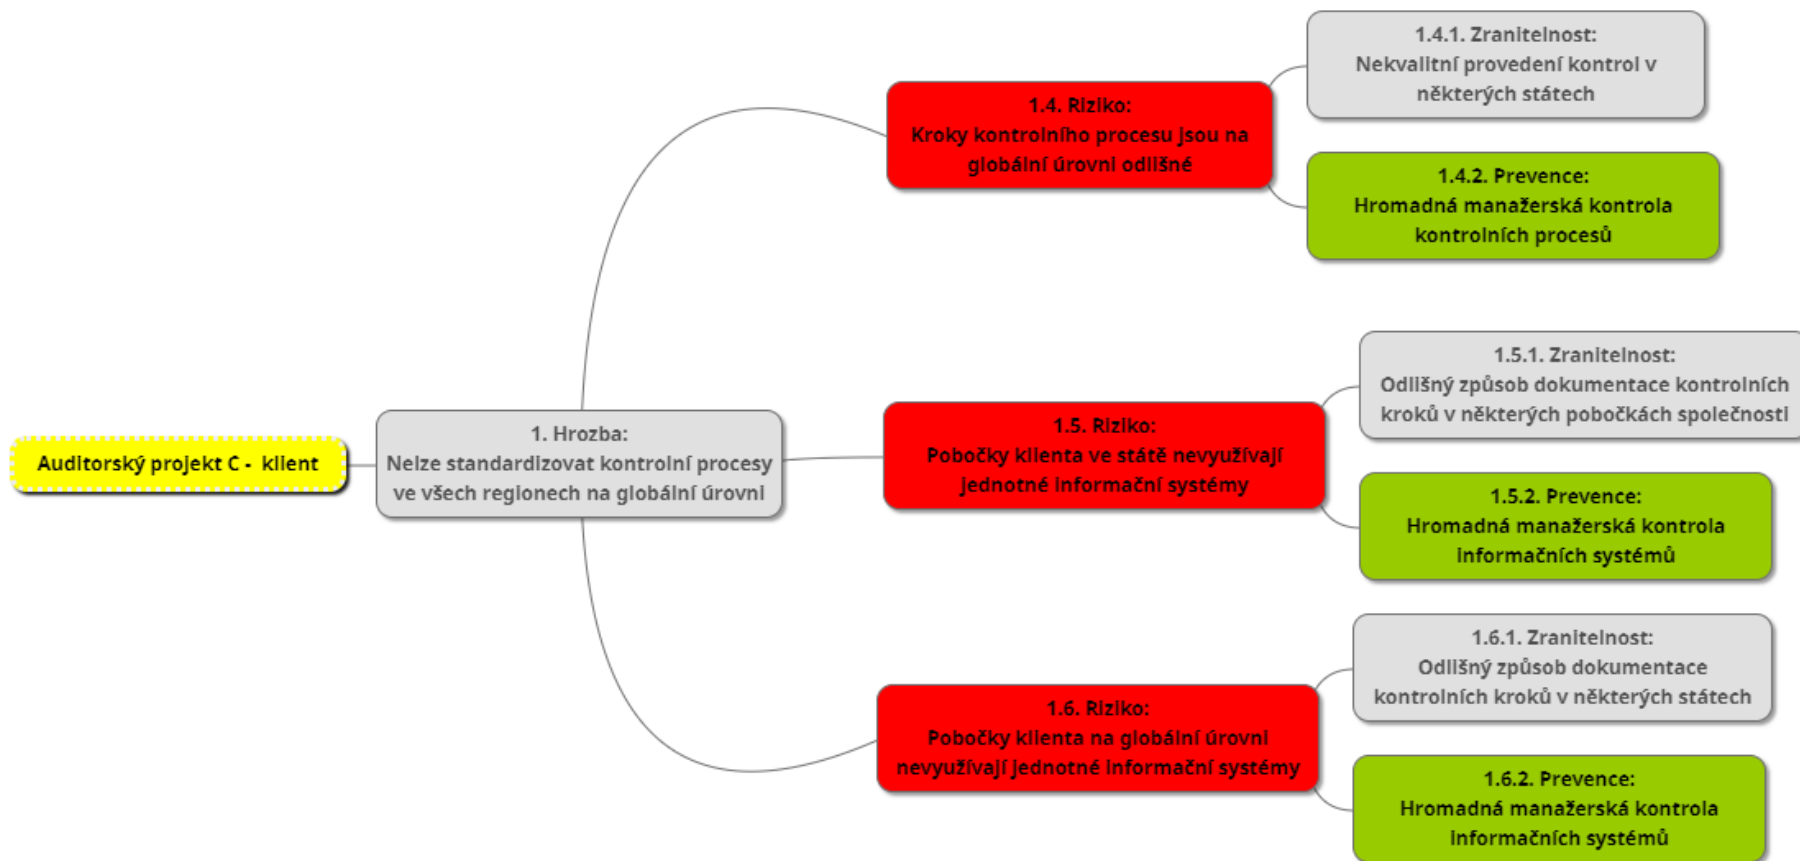 Auditorský projekt C - klient
1. Hrozba:
Nelze standardizovat kontrolní procesy
ve všech regionech na globální úrovni
1.4. Riziko:
Kroky kontrolního procesu jsou na
globální úrovni odlišné
1.4.1. Zranitelnost:
Nekvalitní provedení kontrol v
některých státech
1.4.2. Prevence:
Hromadná manažerská kontrola
kontrolních procesů
1.5. Riziko:
Pobočky klienta ve státě nevyužívají
jednotné informační systémy
1.5.1. Zranitelnost:
Odlišný způsob dokumentace kontrolních
kroků v některých pobočkách společnosti
1.5.2. Prevence:
Hromadná manažerská kontrola
informačních systémů
1.6. Riziko:
Pobočky klienta na globální úrovni
nevyužívají jednotné informační systémy
1.6.1. Zranitelnost:
Odlišný způsob dokumentace
kontrolních kroků v některých státech
1.6.2. Prevence:
Hromadná manažerská kontrola
informačních systémů